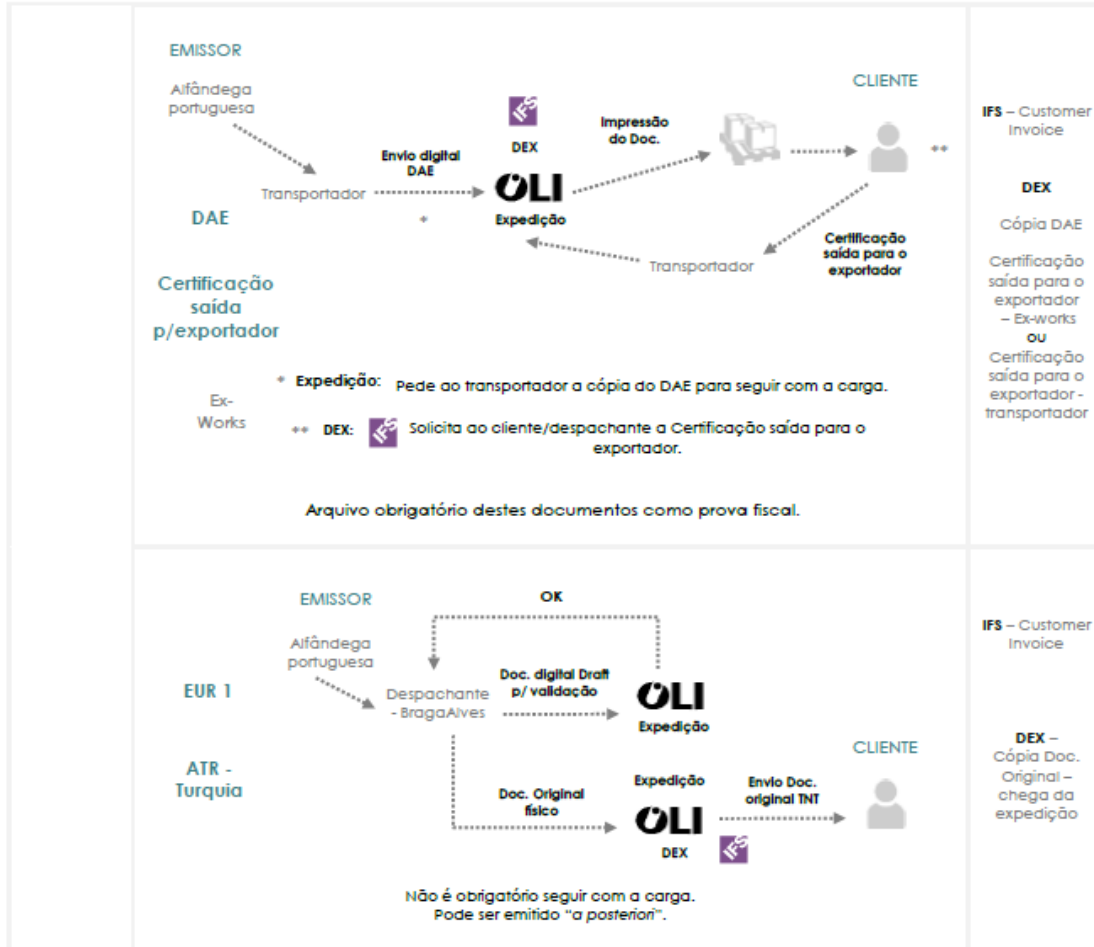 EMISSOR
Alfândega
portuguesa
CLIENTE
IFS
DEX
Impressão
do Doc.
Envio digital
DAE
Transportador
*
OLI
Expedição
**
DAE
Transportador
Certificação
saída para o
exportador
Certificação
saída
p/exportador
Ex-
Works
* Expedição: Pede ao transportador a cópia do DAE para seguir com a carga.
** DEX: IFS Solicita ao cliente/despachante a Certificação saída para o
exportador.
Arquivo obrigatório destes documentos como prova fiscal.
IFS – Customer
Invoice
DEX
Cópia DAE
Certificação
saída para o
exportador
– Ex-works
ou
Certificação
saída para o
exportador -
transportador
EMISSOR
OK
Alfândega
portuguesa
EUR 1
Despachante
- BragaAlves
Doc. digital Draft
p/ validação
OLI
Expedição
ATR -
Turquia
CLIENTE
Doc. Original
físico
Expedição
OLI
DEX
IFS
Envio Doc.
original TNT
Não é obrigatório seguir com a carga.
Pode ser emitido “a posteriori”.
IFS – Customer
Invoice
DEX –
Cópia Doc.
Original –
chega da
expedição